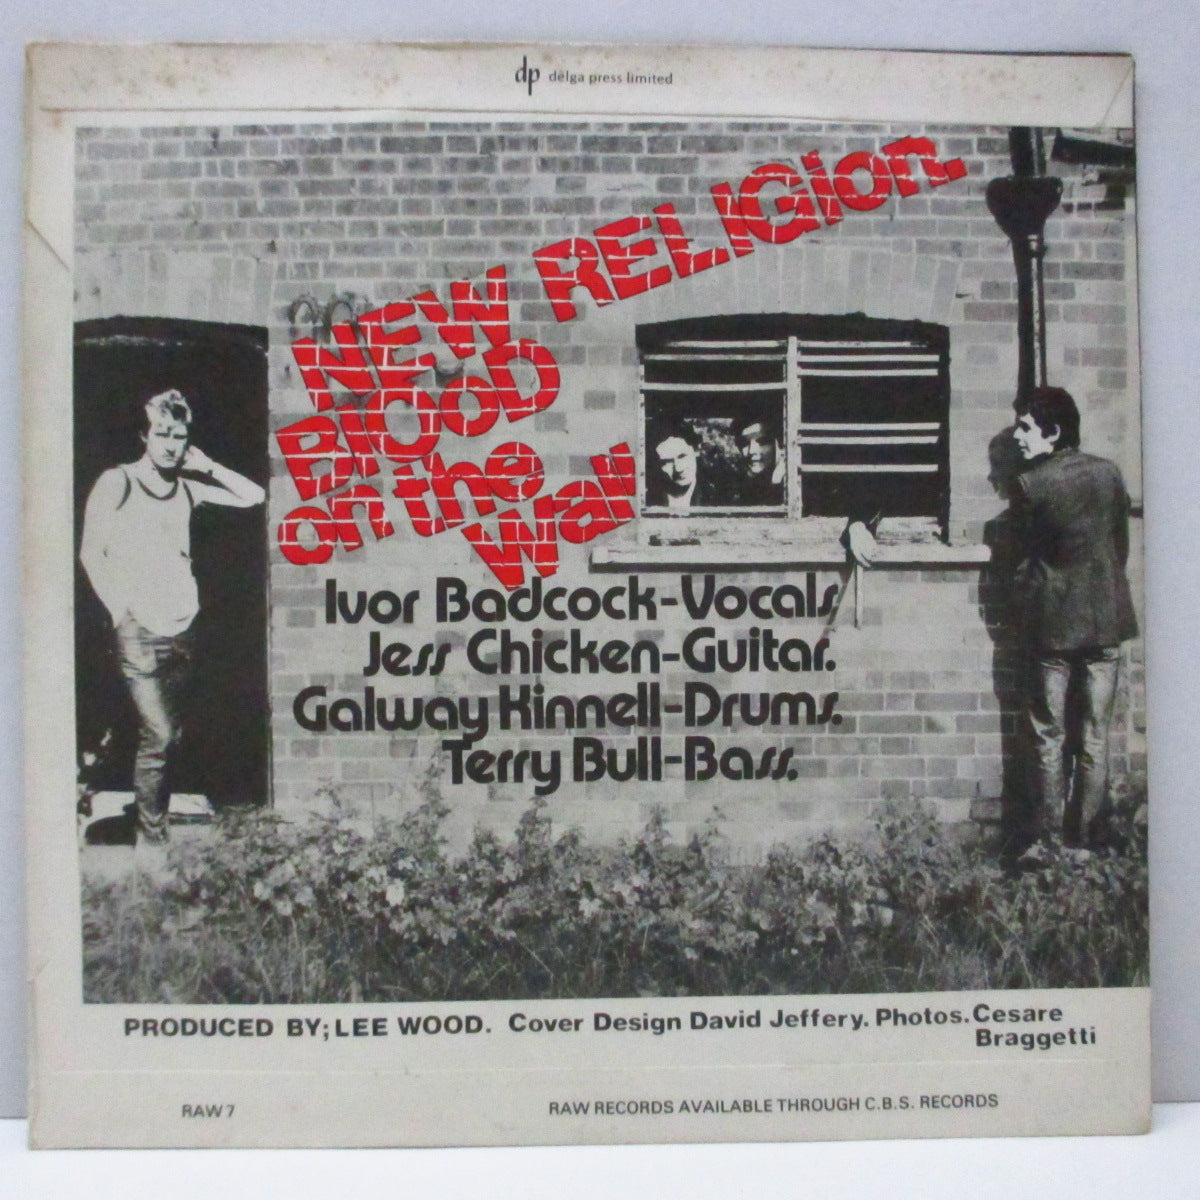 dp delga press limited
NEW RELIGion.
NEW
BlOoD
on the
Wall
Ivor Badcock-Vocals.
Jess Chicken-Guitar.
Galway Kinnell-Drums.
Terry Bull-Bass.
PRODUCED BY; LEE WOOD. Cover Design David Jeffery. Photos. Cesare
Braggetti
RAW 7
RAW RECORDS AVAILABLE THROUGH C.B.S. RECORDS